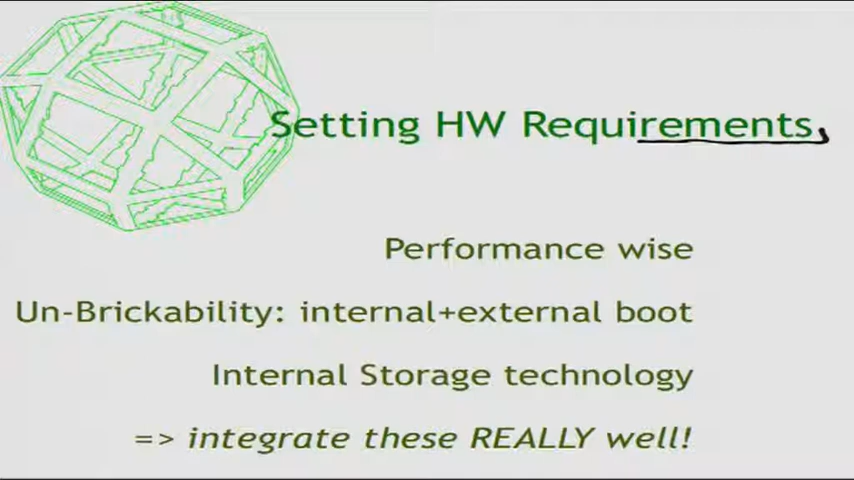 Setting HW Requirements
Performance wise
Un-Brickability: internal+external boot
Internal Storage technology
=> integrate these REALLY well!